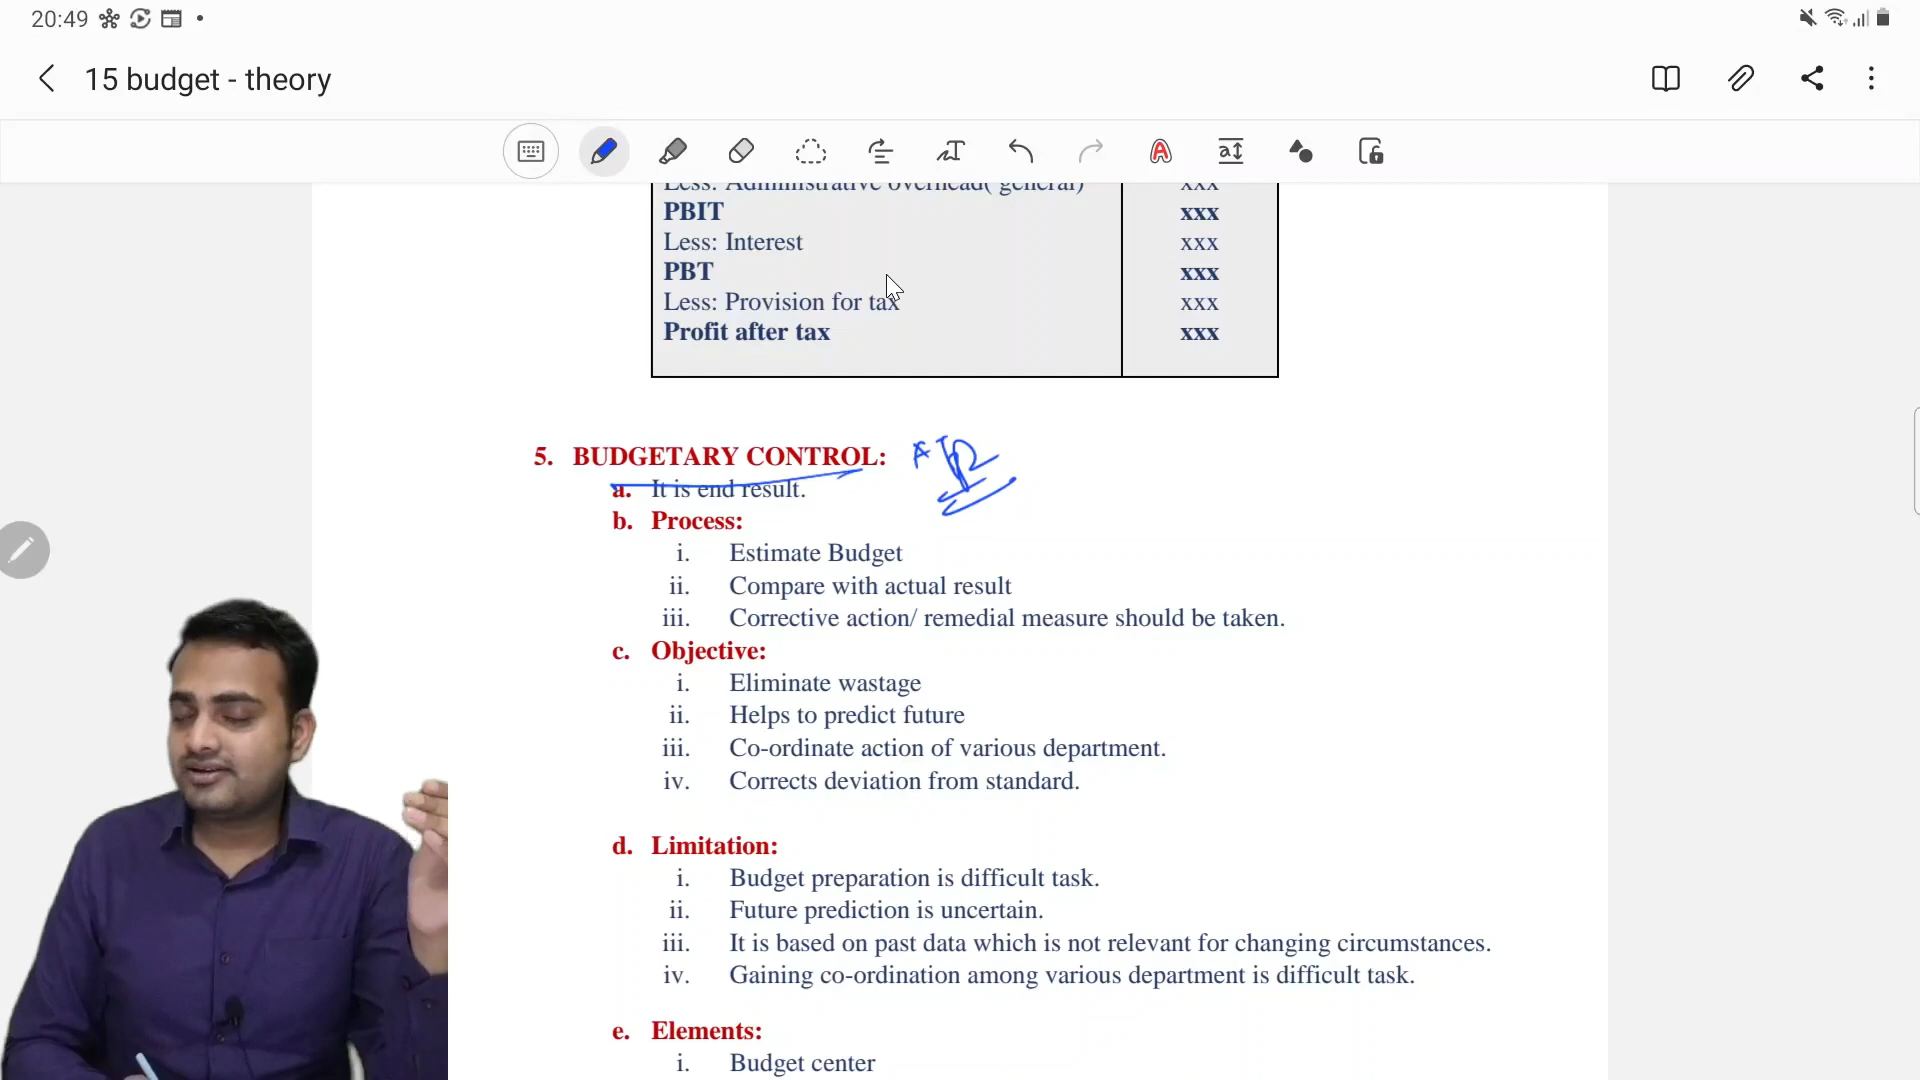 20:49
15 budget - theory
Less: Administrative overhead( general) xxx
PBIT xxx
Less: Interest xxx
PBT xxx
Less: Provision for tax xxx
Profit after tax xxx
5. BUDGETARY CONTROL:
a. It is end result.
b. Process:
i. Estimate Budget
ii. Compare with actual result
iii. Corrective action/ remedial measure should be taken.
c. Objective:
i. Eliminate wastage
ii. Helps to predict future
iii. Co-ordinate action of various department.
iv. Corrects deviation from standard.
d. Limitation:
i. Budget preparation is difficult task.
ii. Future prediction is uncertain.
iii. It is based on past data which is not relevant for changing circumstances.
iv. Gaining co-ordination among various department is difficult task.
e. Elements:
i. Budget center